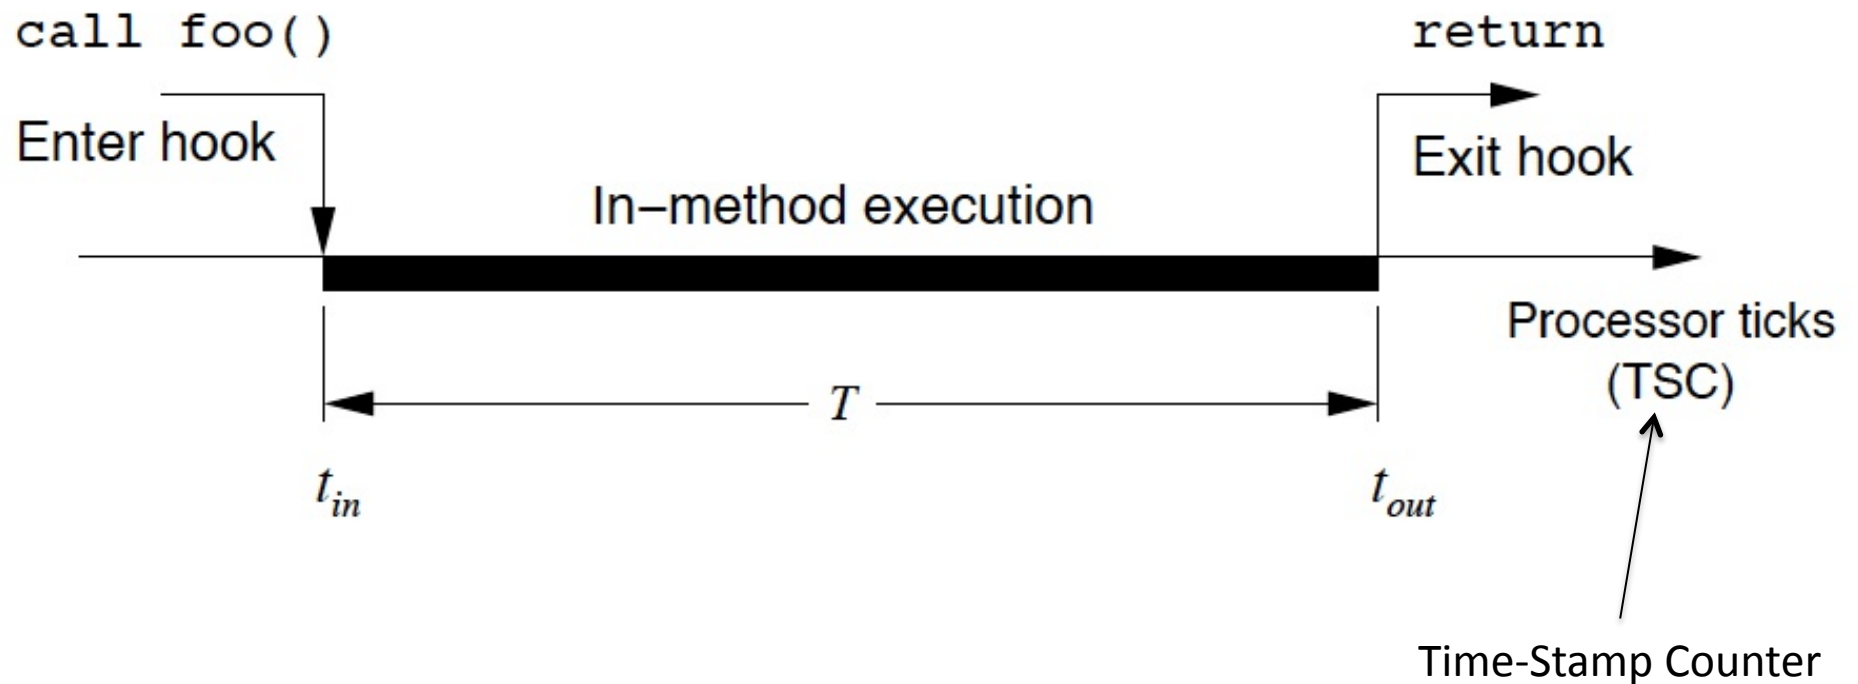 call foo()
return
Enter hook
Exit hook
In–method execution
Processor ticks
(TSC)
T
t_in
t_out
Time-Stamp Counter